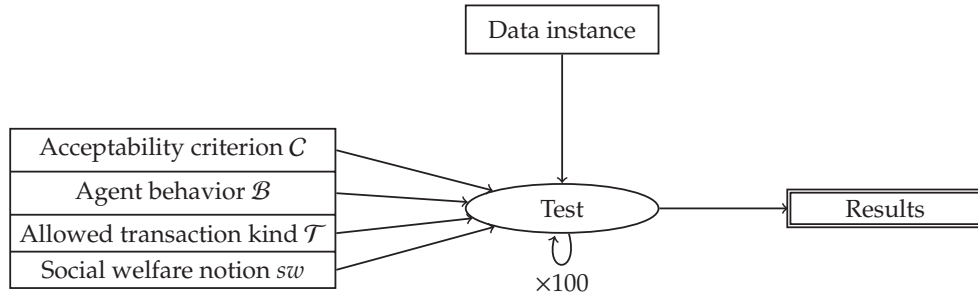 Data instance
Acceptability criterion 𝒞
Agent behavior ℬ
Allowed transaction kind 𝒯
Social welfare notion sw
Test
Results
×100